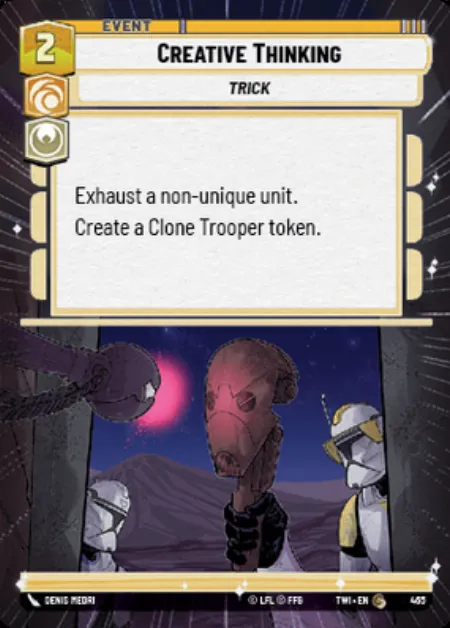 EVENT
2
CREATIVE THINKING
TRICK
Exhaust a non-unique unit.
Create a Clone Trooper token.
DENIS MEDRI
© LFL © FFG
TWI • EN
465